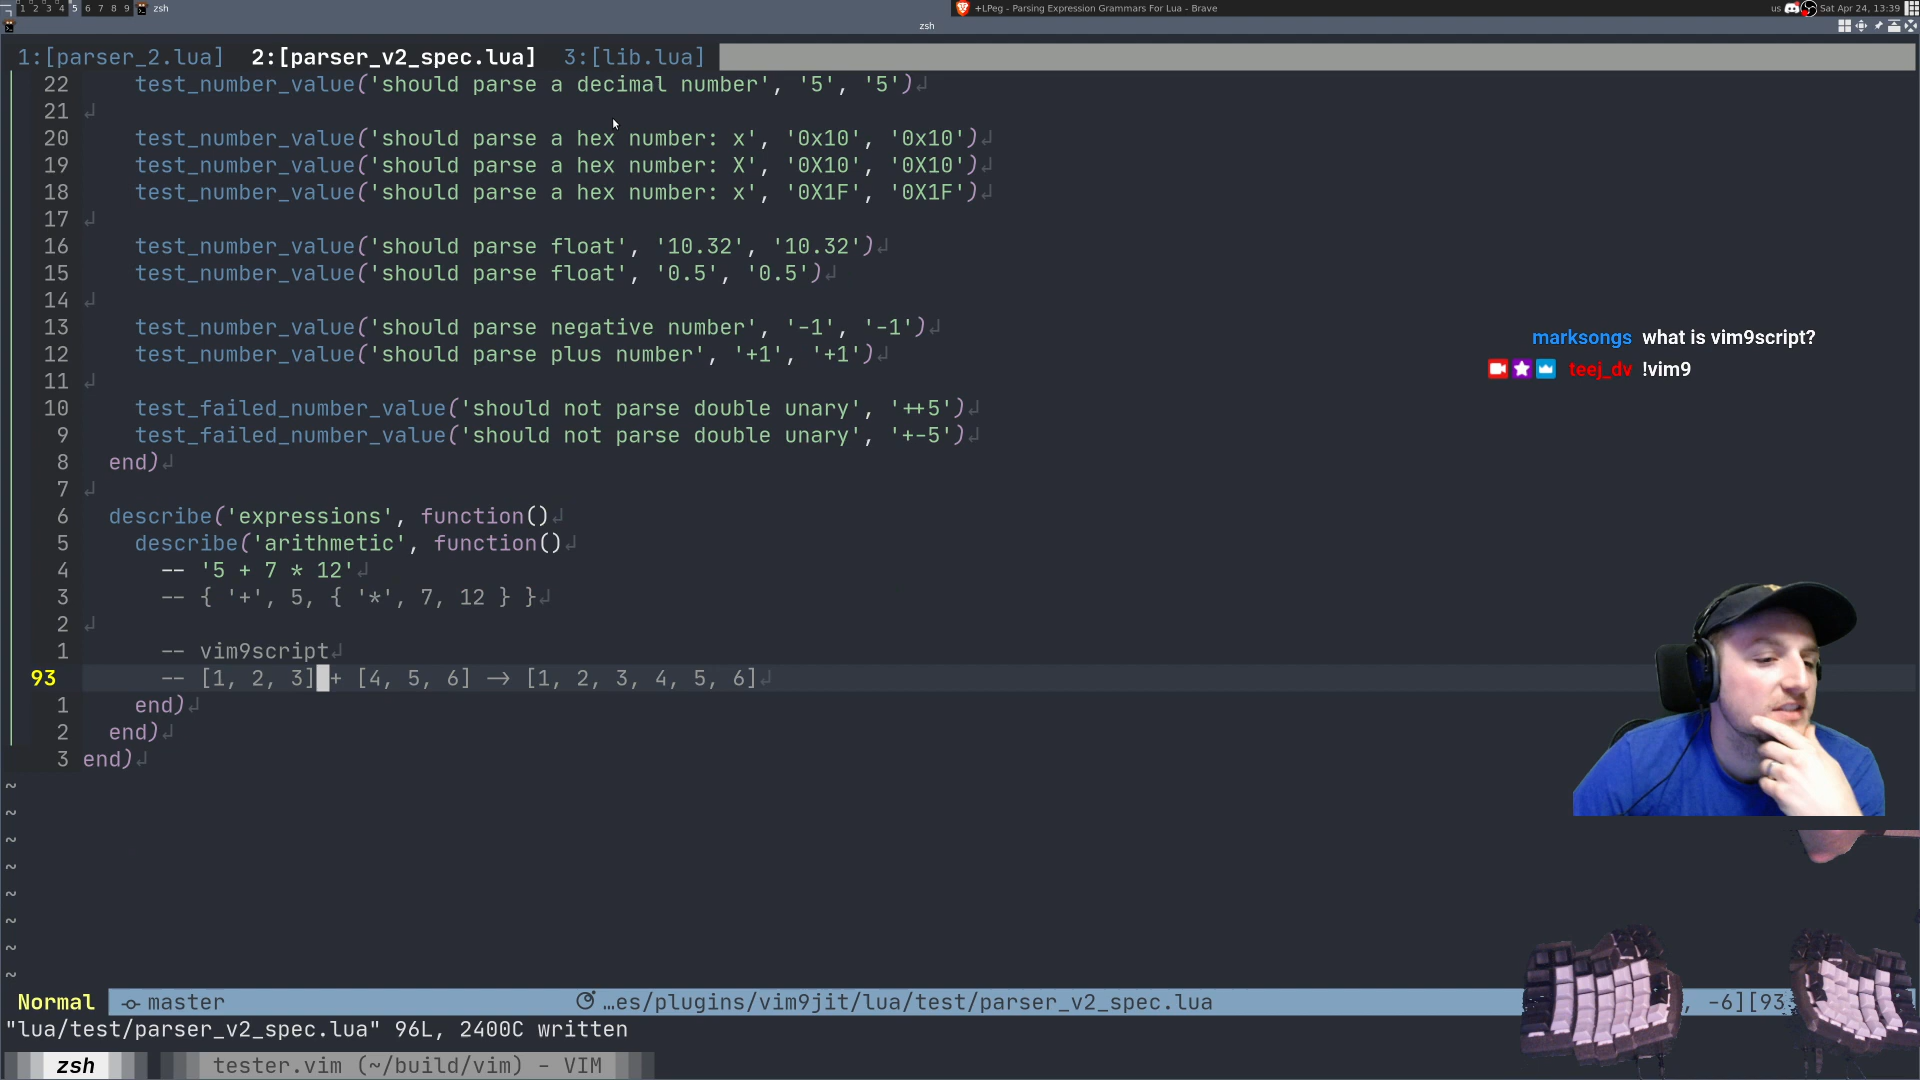 1 2 3 4 5 6 7 8 9 zsh
+LPeg - Parsing Expression Grammars For Lua - Brave
us Sat Apr 24, 13:39
zsh
1:[parser_2.lua] 2:[parser_v2_spec.lua] 3:[lib.lua]
22 test_number_value('should parse a decimal number', '5', '5')↲
21 ↲
20 test_number_value('should parse a hex number: x', '0x10', '0x10')↲
19 test_number_value('should parse a hex number: X', '0X10', '0X10')↲
18 test_number_value('should parse a hex number: x', '0X1F', '0X1F')↲
17 ↲
16 test_number_value('should parse float', '10.32', '10.32')↲
15 test_number_value('should parse float', '0.5', '0.5')↲
14 ↲
13 test_number_value('should parse negative number', '-1', '-1')↲
12 test_number_value('should parse plus number', '+1', '+1')↲
11 ↲
10 test_failed_number_value('should not parse double unary', '++5')↲
9 test_failed_number_value('should not parse double unary', '+-5')↲
8 end)↲
7 ↲
6 describe('expressions', function()↲
5 describe('arithmetic', function()↲
4 -- '5 + 7 * 12'↲
3 -- { '+', 5, { '*', 7, 12 } }↲
2 ↲
1 -- vim9script↲
93 -- [1, 2, 3] + [4, 5, 6] -> [1, 2, 3, 4, 5, 6]↲
1 end)↲
2 end)↲
3 end)↲
~
~
~
~
~
~
~
~
marksongs what is vim9script?
teej_dv !vim9
Normal master …es/plugins/vim9jit/lua/test/parser_v2_spec.lua , -6][93
"lua/test/parser_v2_spec.lua" 96L, 2400C written
zsh tester.vim (~/build/vim) - VIM